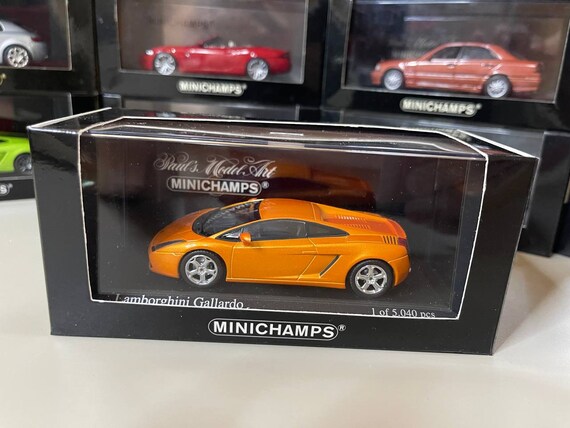 MINICHAMPS®
MINICHAMPS®
Paul's Model Art
MINICHAMPS®
Lamborghini Gallardo
1 of 5,040 pcs
MINICHAMPS®